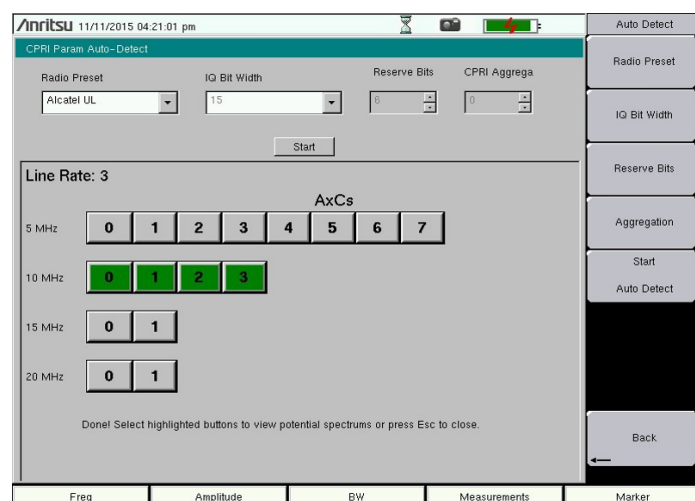 Anritsu 11/11/2015 04:21:01 pm
Auto Detect
CPRI Param Auto-Detect
Radio Preset
IQ Bit Width
Reserve Bits
CPRI Aggrega
Alcatel UL
15
6
0
Start
Line Rate: 3
AxCs
5 MHz 0 1 2 3 4 5 6 7
10 MHz 0 1 2 3
15 MHz 0 1
20 MHz 0 1
Done! Select highlighted buttons to view potential spectrums or press Esc to close.
Radio Preset
IQ Bit Width
Reserve Bits
Aggregation
Start
Auto Detect
Back
Freq
Amplitude
BW
Measurements
Marker